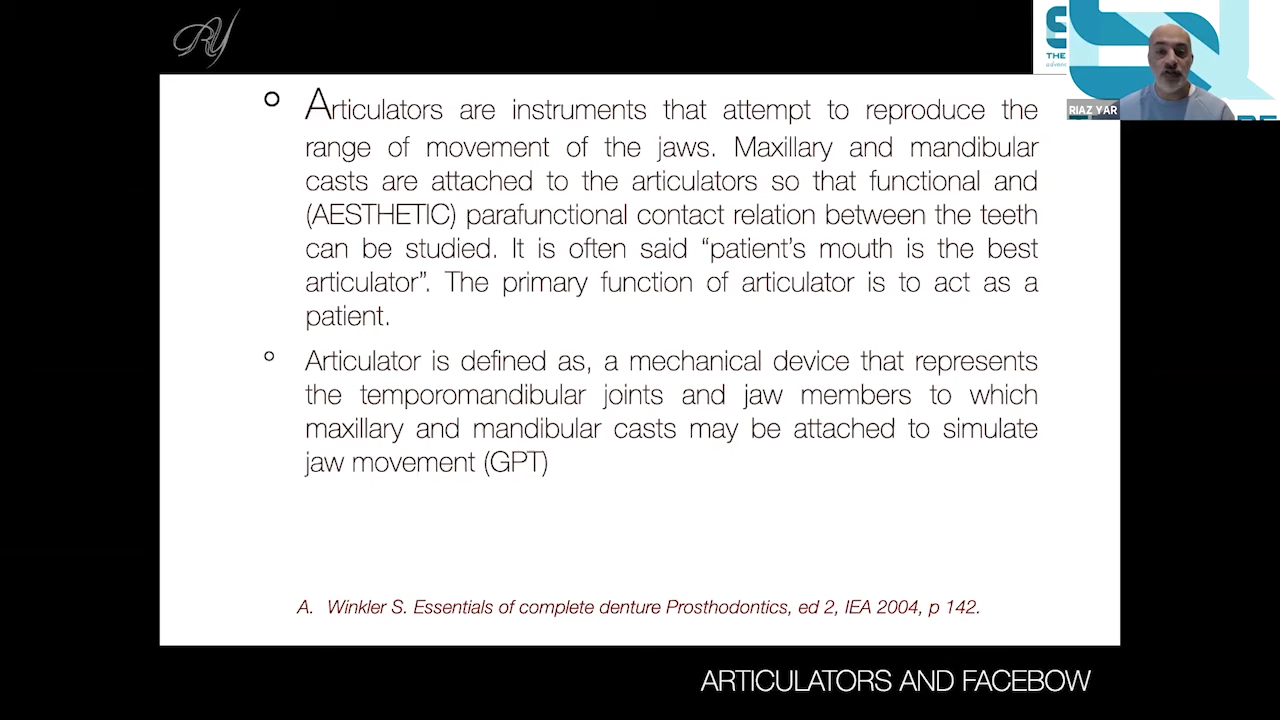 RY
THE
RIAZ YAR
Articulators are instruments that attempt to reproduce the
range of movement of the jaws. Maxillary and mandibular
casts are attached to the articulators so that functional and
(AESTHETIC) parafunctional contact relation between the teeth
can be studied. It is often said “patient’s mouth is the best
articulator”. The primary function of articulator is to act as a
patient.
Articulator is defined as, a mechanical device that represents
the temporomandibular joints and jaw members to which
maxillary and mandibular casts may be attached to simulate
jaw movement (GPT)
A. Winkler S. Essentials of complete denture Prosthodontics, ed 2, IEA 2004, p 142.
ARTICULATORS AND FACEBOW